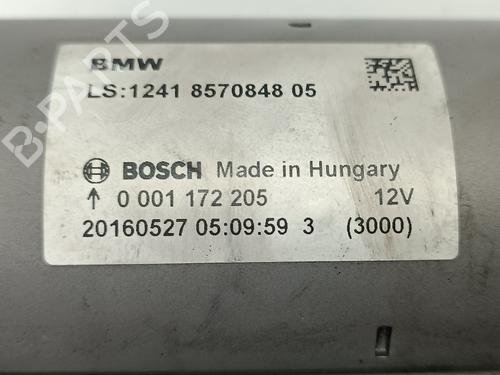 BMW
LS:1241 8570848 05
BOSCH Made in Hungary
↑ 0 001 172 205 12V
20160527 05:09:59 3 (3000)
B-PARTS